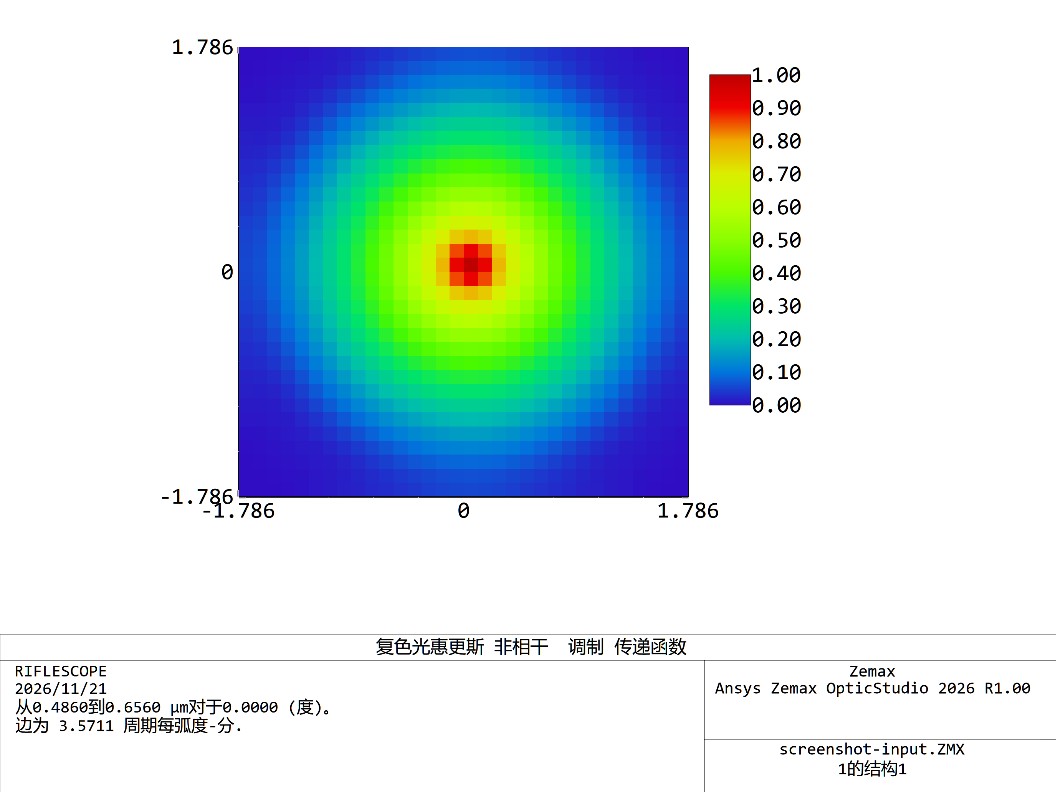 1.786
0
-1.786
-1.786
0
1.786
1.00
0.90
0.80
0.70
0.60
0.50
0.40
0.30
0.20
0.10
0.00
复色光惠更斯 非相干 调制 传递函数
RIFLESCOPE
2026/11/21
从0.4860到0.6560 µm对于0.0000 (度)。
边为 3.5711 周期每弧度-分.
Zemax
Ansys Zemax OpticStudio 2026 R1.00
screenshot-input.ZMX
1的结构1